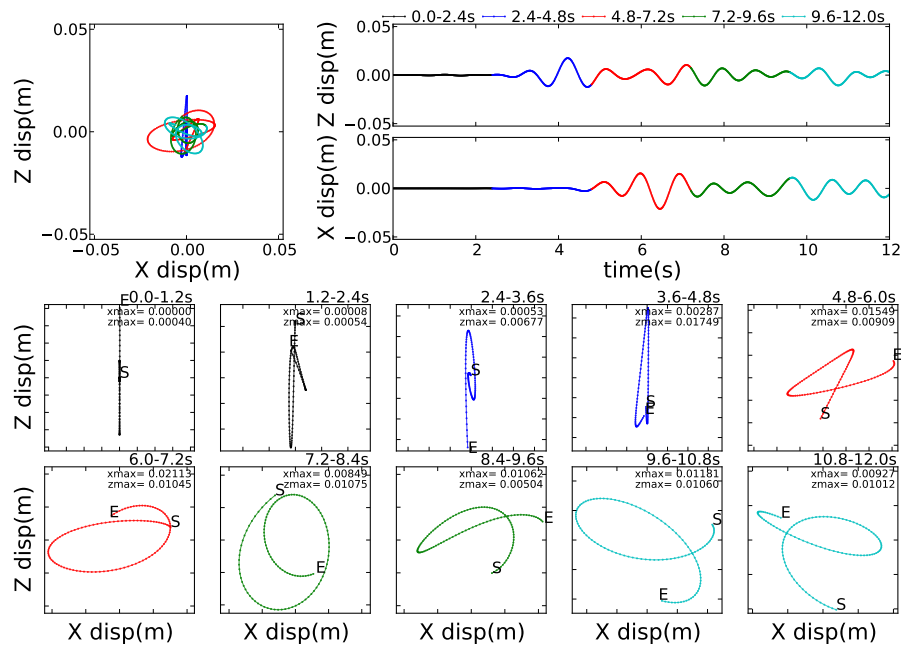 0.0-2.4s 2.4-4.8s 4.8-7.2s 7.2-9.6s 9.6-12.0s
0.05
0.00
−0.05
Z disp(m)
−0.05 0.00 0.05
X disp(m)
0.05
0.00
−0.05
Z disp(m)
0.05
0.00
−0.05
X disp(m)
0 2 4 6 8 10 12
time(s)
Z disp(m)
0.0-1.2s
xmax= 0.00000
zmax= 0.00040
E
S
1.2-2.4s
xmax= 0.00008
zmax= 0.00054
S
E
2.4-3.6s
xmax= 0.00053
zmax= 0.00677
S
E
3.6-4.8s
xmax= 0.00287
zmax= 0.01749
S
E
4.8-6.0s
xmax= 0.01549
zmax= 0.00909
E
S
Z disp(m)
6.0-7.2s
xmax= 0.02113
zmax= 0.01045
E
S
X disp(m)
7.2-8.4s
xmax= 0.00849
zmax= 0.01075
S
E
X disp(m)
8.4-9.6s
xmax= 0.01062
zmax= 0.00504
E
S
X disp(m)
9.6-10.8s
xmax= 0.01181
zmax= 0.01060
S
E
X disp(m)
10.8-12.0s
xmax= 0.00927
zmax= 0.01012
E
S
X disp(m)